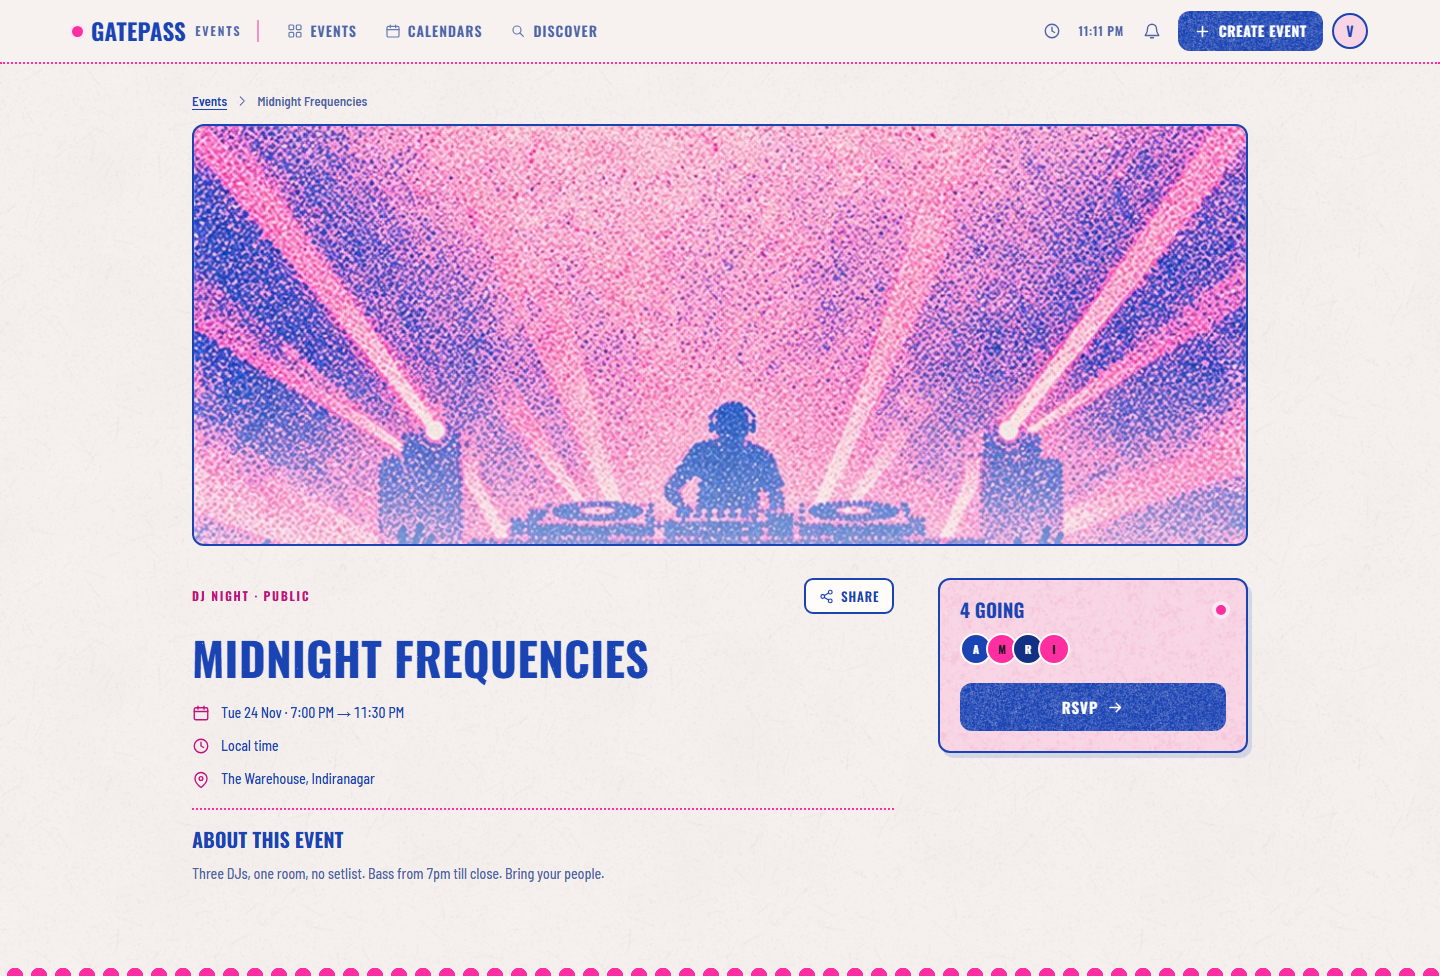 GATEPASS EVENTS
EVENTS
CALENDARS
DISCOVER
11:11 PM
CREATE EVENT
V
Events
Midnight Frequencies
DJ NIGHT · PUBLIC
SHARE
MIDNIGHT FREQUENCIES
Tue 24 Nov · 7:00 PM → 11:30 PM
Local time
The Warehouse, Indiranagar
ABOUT THIS EVENT
Three DJs, one room, no setlist. Bass from 7pm till close. Bring your people.
4 GOING
A M R I
RSVP →